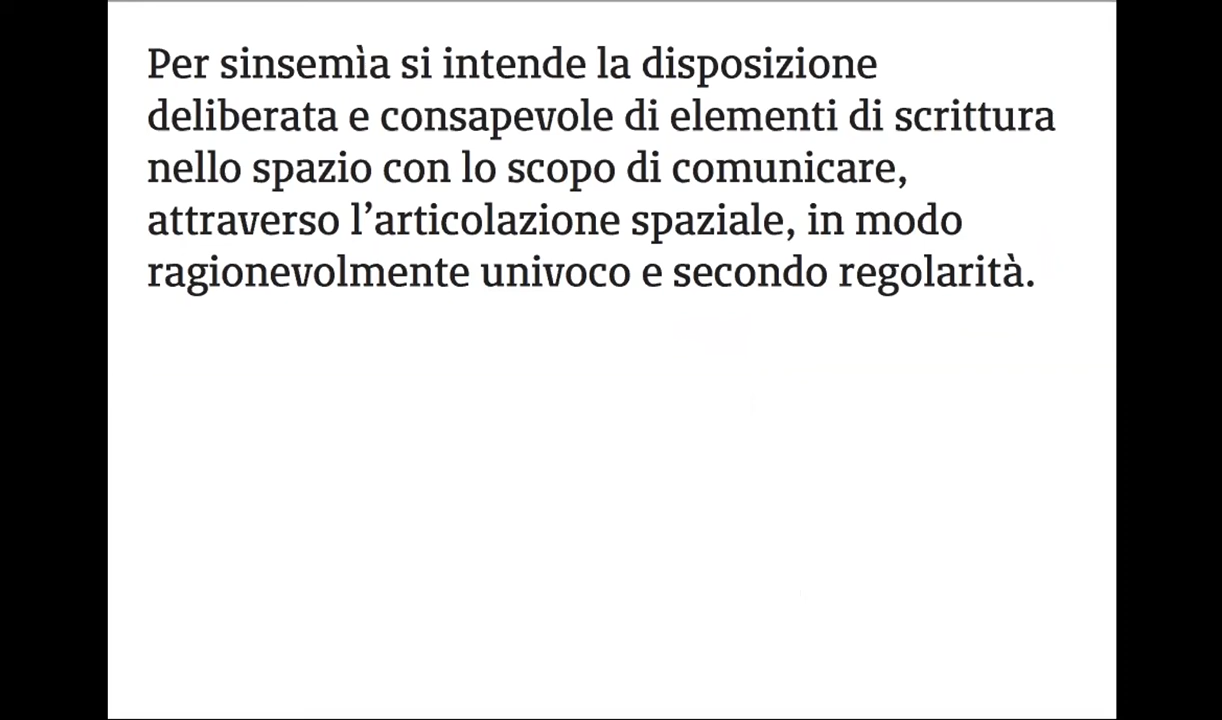 Per sinsemìa si intende la disposizione
deliberata e consapevole di elementi di scrittura
nello spazio con lo scopo di comunicare,
attraverso l’articolazione spaziale, in modo
ragionevolmente univoco e secondo regolarità.